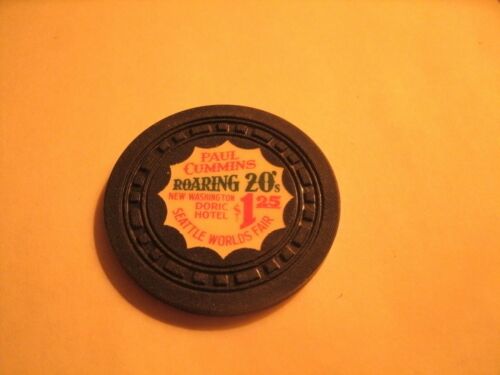 PAUL
CUMMINS
ROARING 20's
NEW WASHINGTON
DORIC
HOTEL
$1.25
SEATTLE WORLDS FAIR